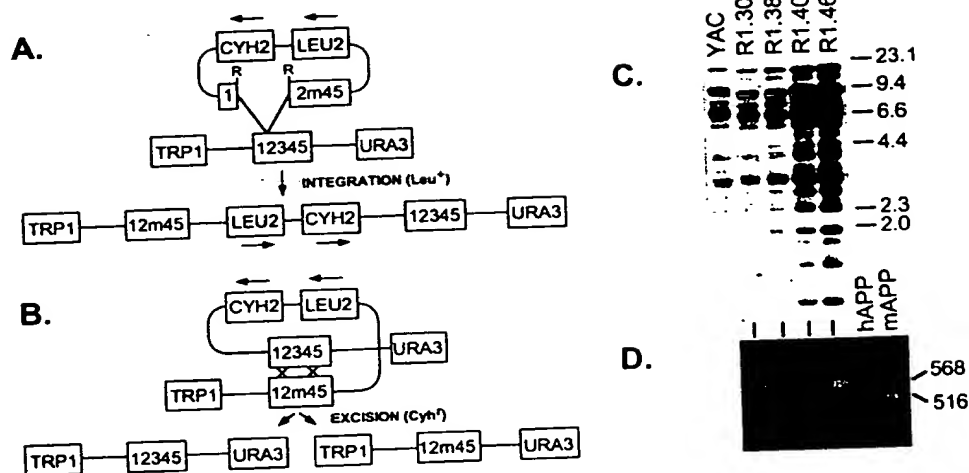 A.
CYH2 LEU2
R R
1 2m45
TRP1 12345 URA3
INTEGRATION (Leu+)
TRP1 12m45 LEU2 CYH2 12345 URA3
B.
CYH2 LEU2
12345 URA3
TRP1 12m45
EXCISION (Cyhr)
TRP1 12345 URA3 TRP1 12m45 URA3
C.
YAC R1.30 R1.38 R1.40 R1.46
23.1
9.4
6.6
4.4
2.3
2.0
D.
hAPP mAPP
568
516